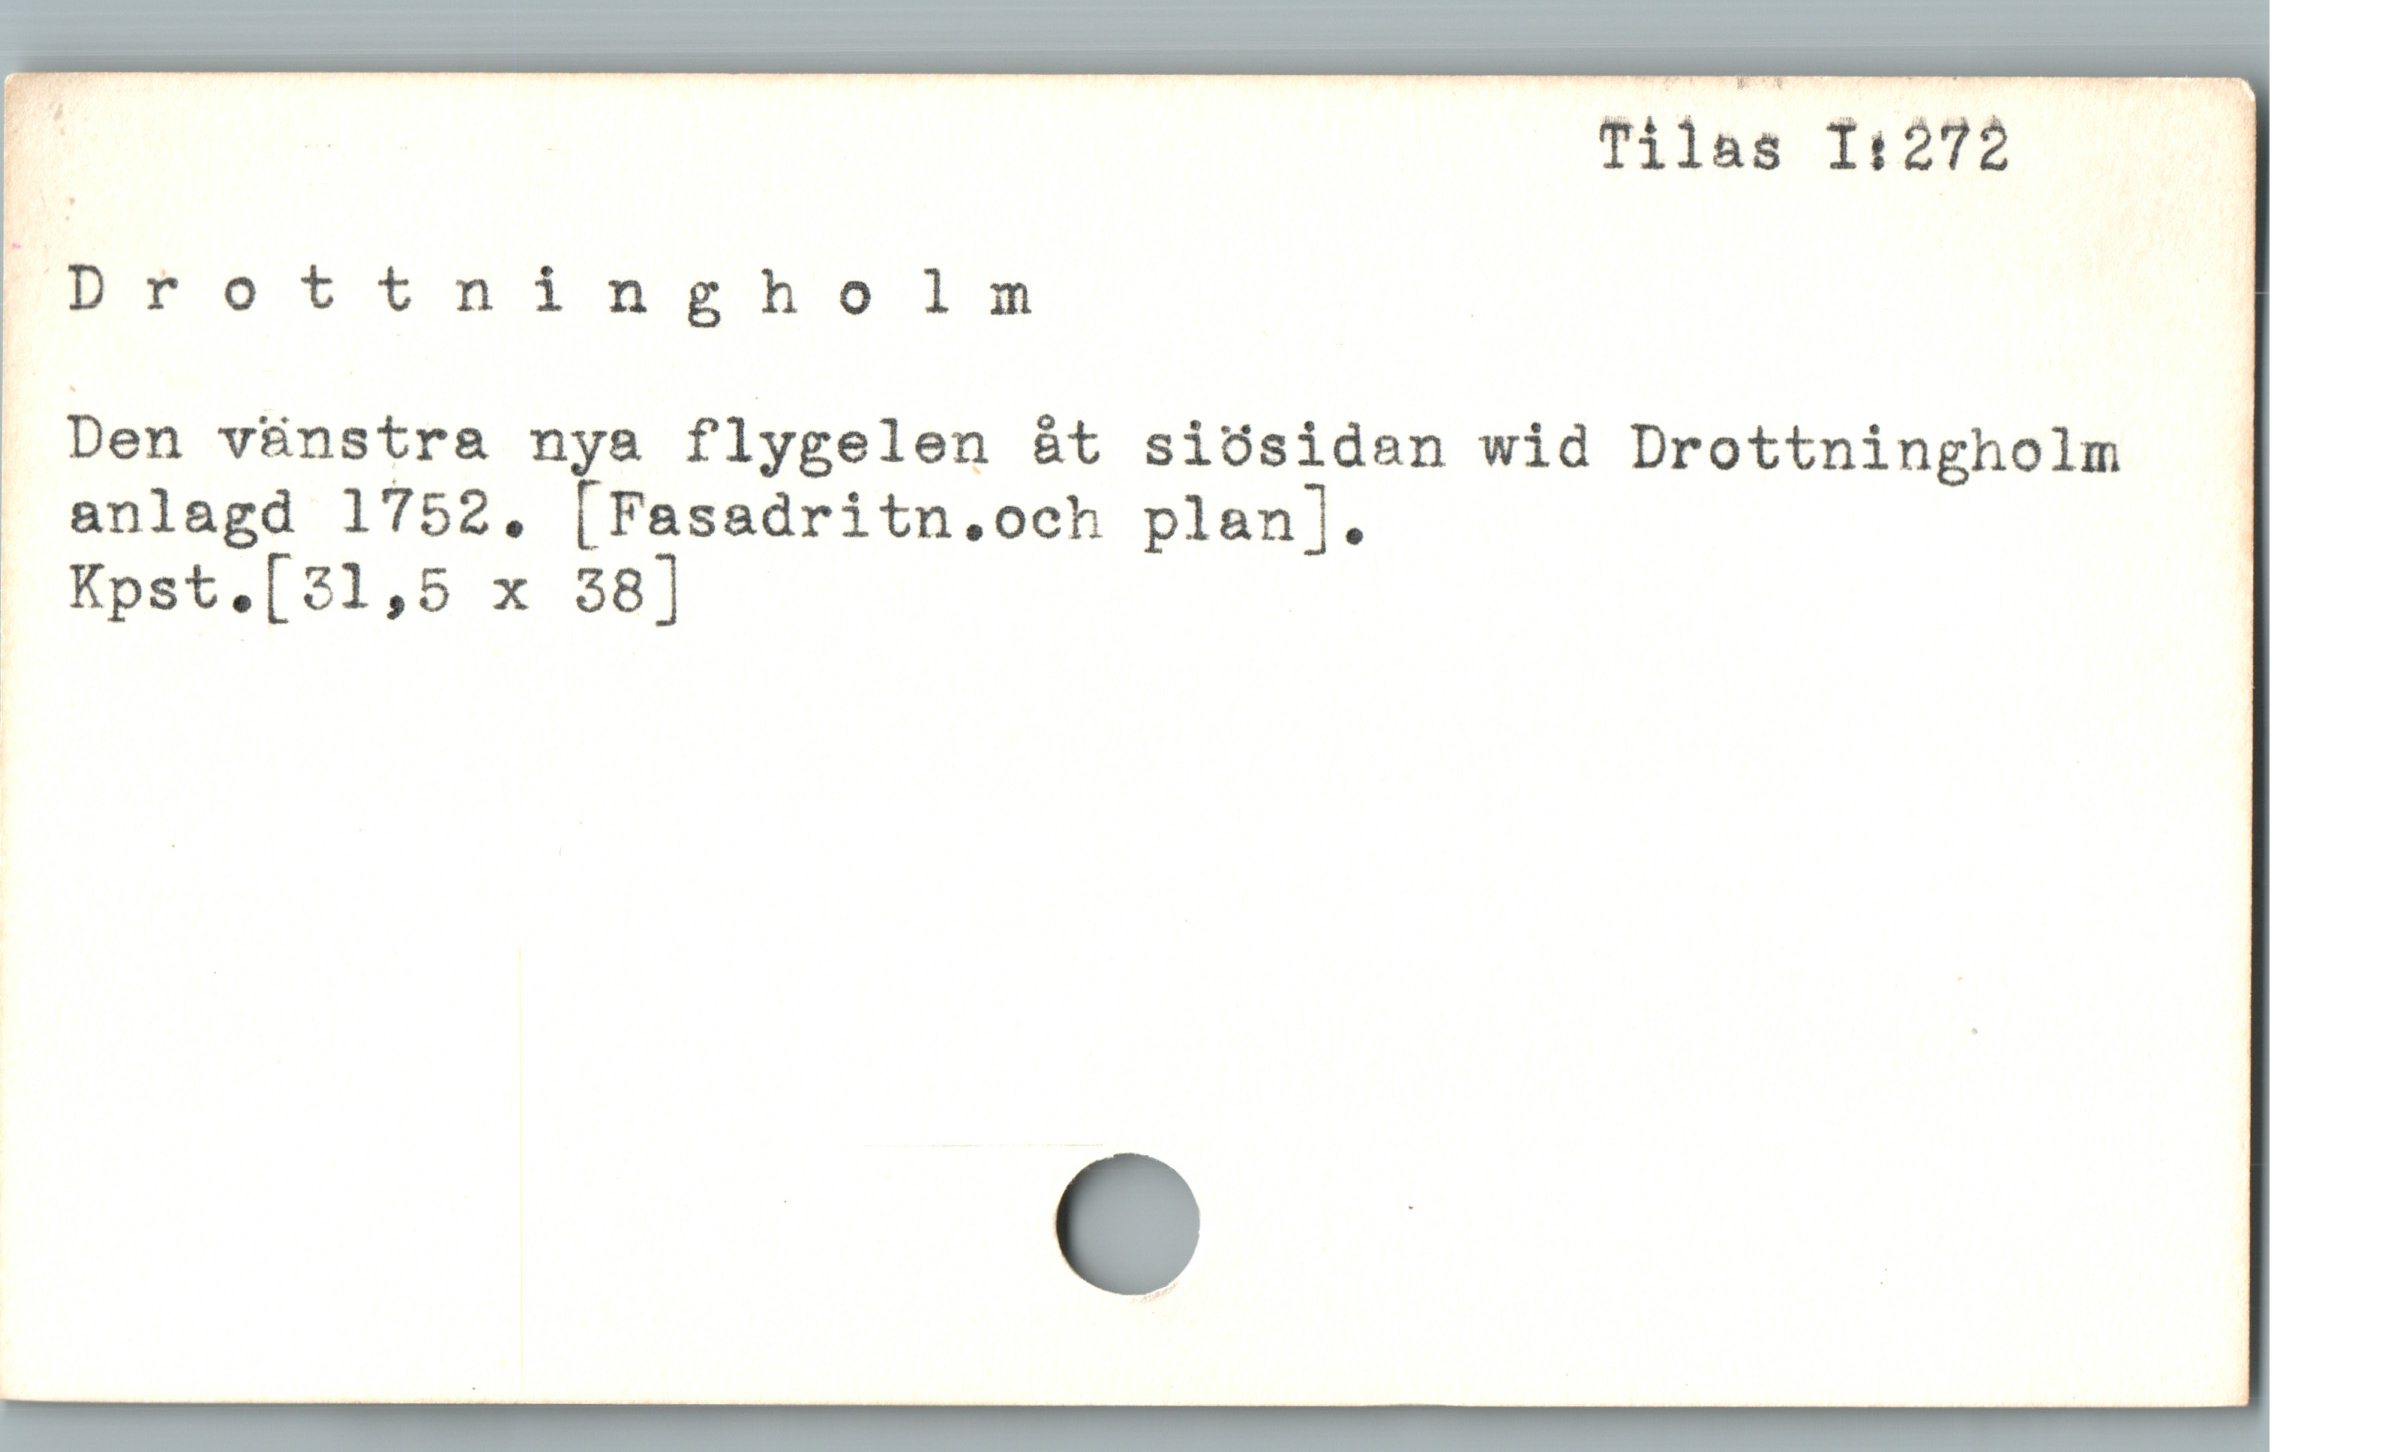 Tilas I:272
D r o t t n i n g h o l m
Den vänstra nya flygelen åt siösidan wid Drottningholm
anlagd 1752. [Fasadritn.och plan].
Kpst.[31,5 x 38]